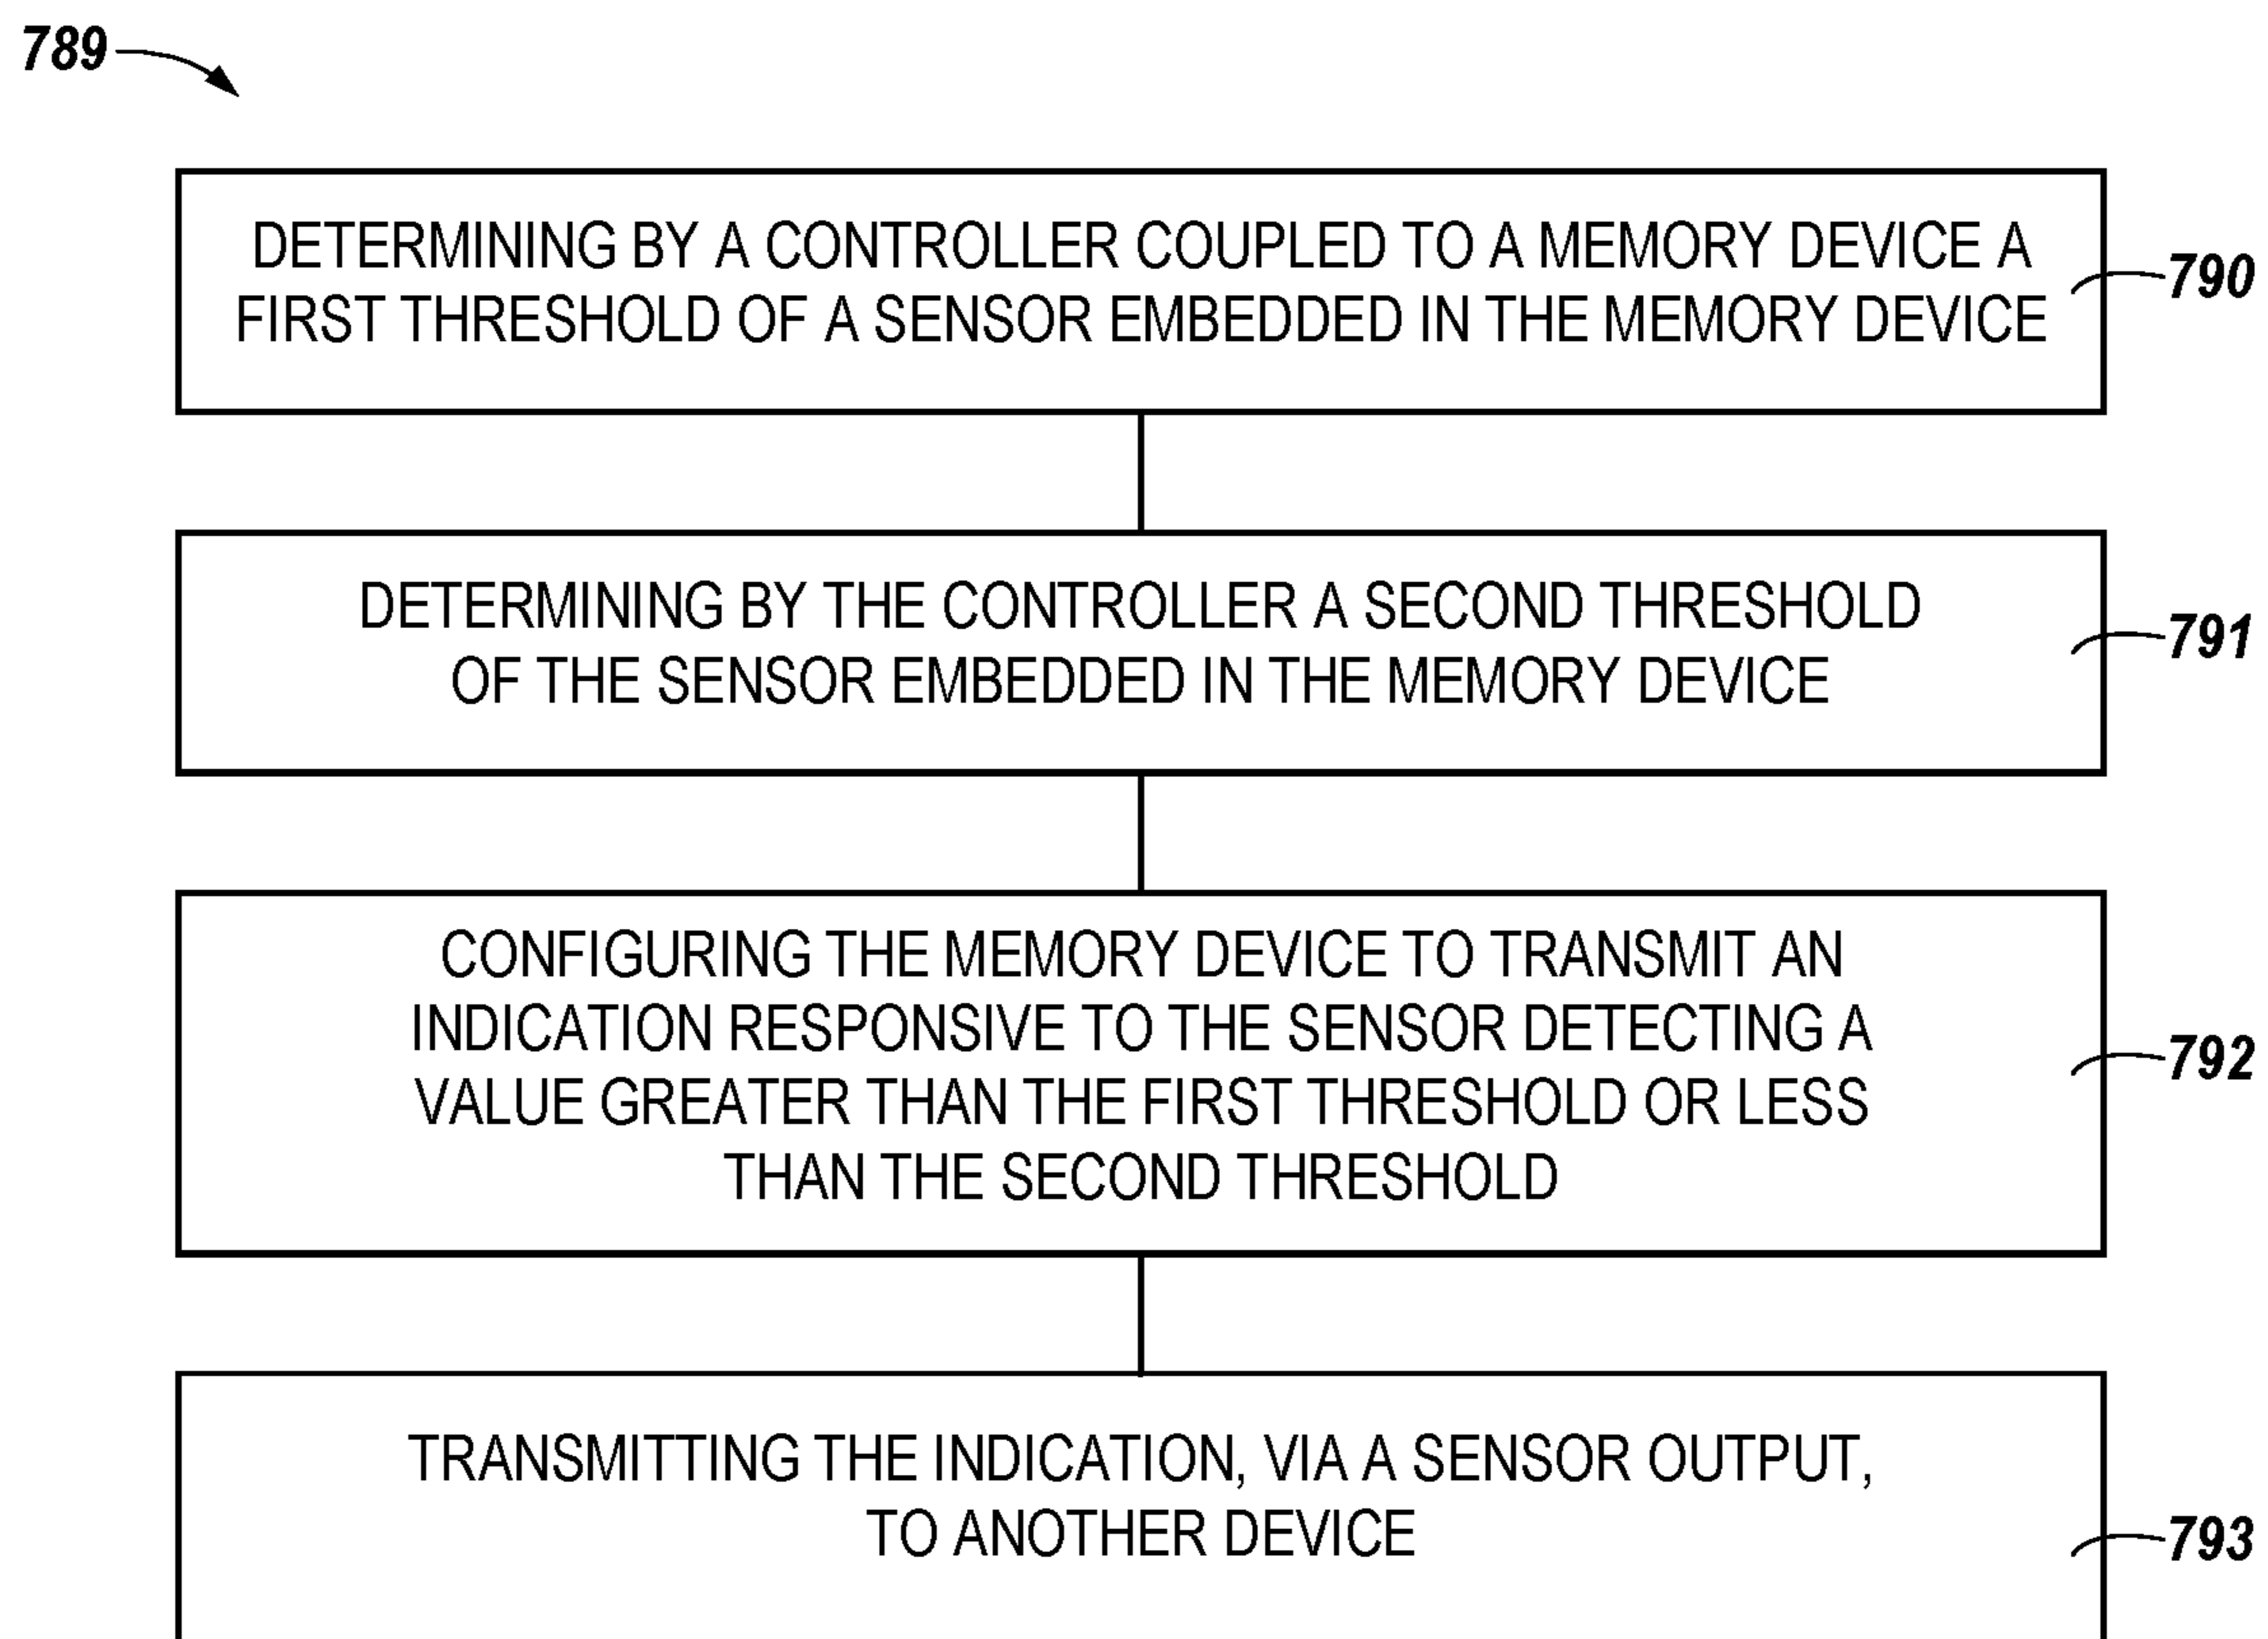 789
DETERMINING BY A CONTROLLER COUPLED TO A MEMORY DEVICE A
FIRST THRESHOLD OF A SENSOR EMBEDDED IN THE MEMORY DEVICE
790
DETERMINING BY THE CONTROLLER A SECOND THRESHOLD
OF THE SENSOR EMBEDDED IN THE MEMORY DEVICE
791
CONFIGURING THE MEMORY DEVICE TO TRANSMIT AN
INDICATION RESPONSIVE TO THE SENSOR DETECTING A
VALUE GREATER THAN THE FIRST THRESHOLD OR LESS
THAN THE SECOND THRESHOLD
792
TRANSMITTING THE INDICATION, VIA A SENSOR OUTPUT,
TO ANOTHER DEVICE
793